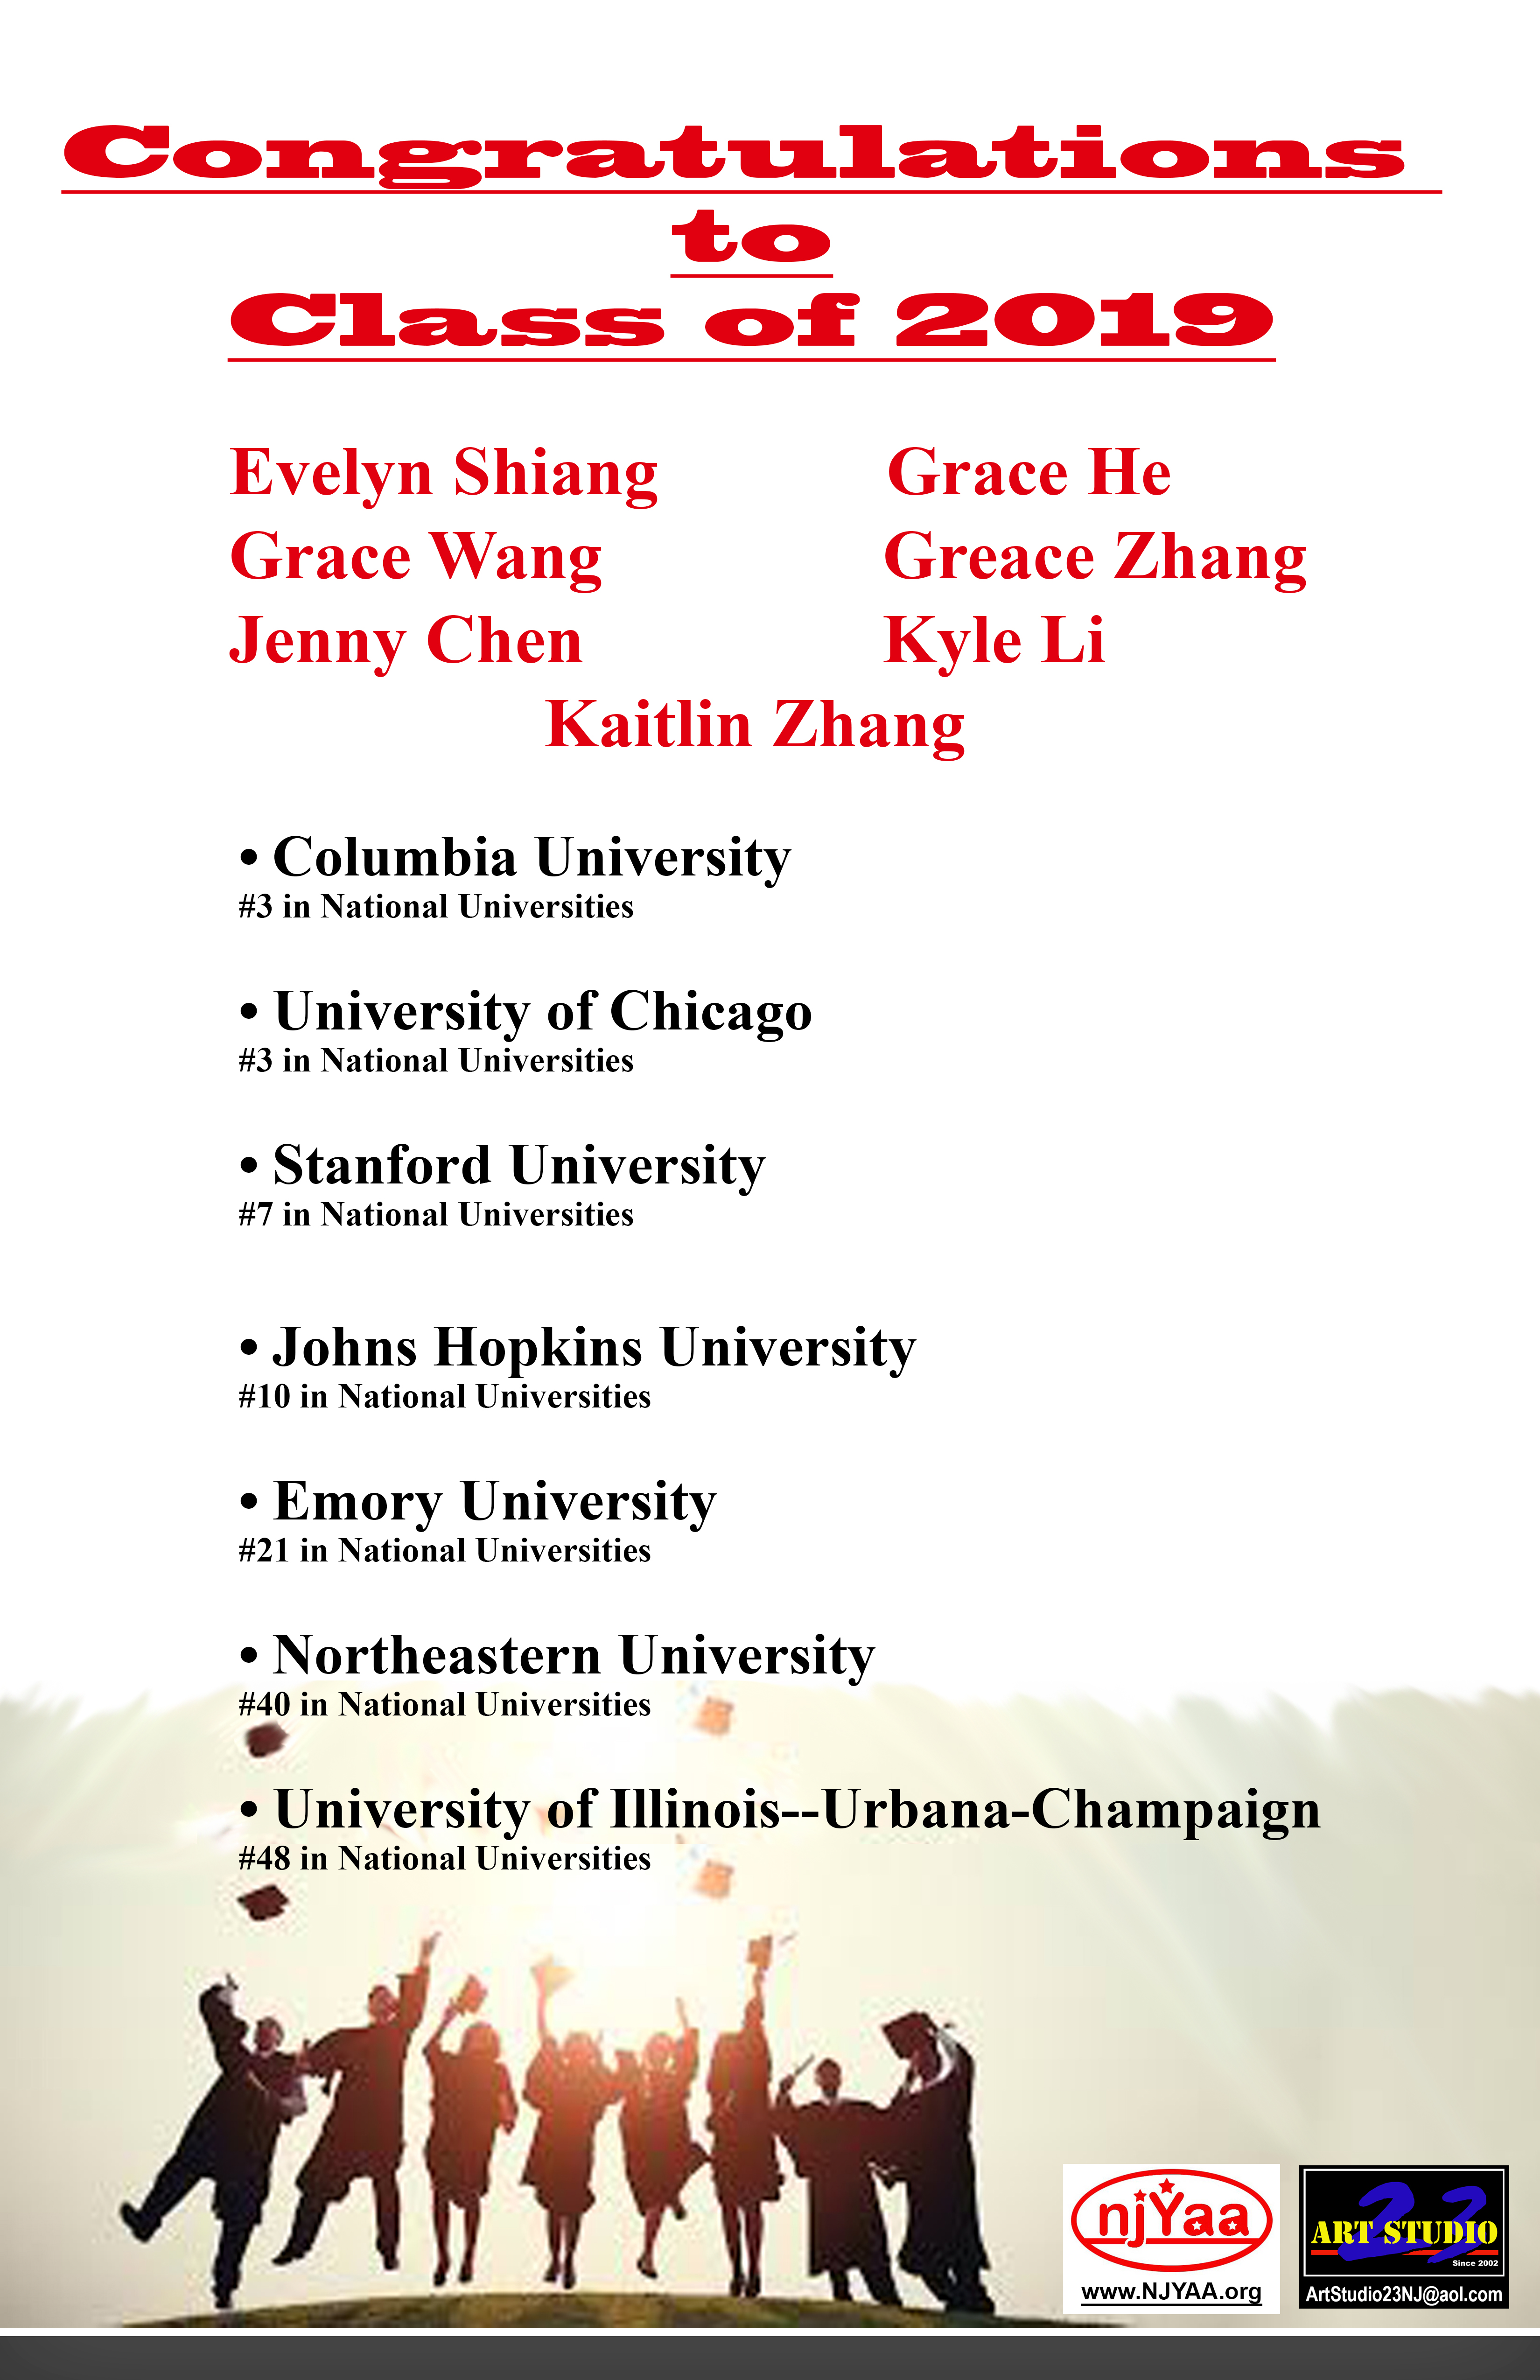 Congratulations
to
Class of 2019
Evelyn Shiang Grace He
Grace Wang Greace Zhang
Jenny Chen Kyle Li
Kaitlin Zhang
• Columbia University
#3 in National Universities
• University of Chicago
#3 in National Universities
• Stanford University
#7 in National Universities
• Johns Hopkins University
#10 in National Universities
• Emory University
#21 in National Universities
• Northeastern University
#40 in National Universities
• University of Illinois--Urbana-Champaign
#48 in National Universities
njYaa
www.NJYAA.org
23
ART STUDIO
Since 2002
ArtStudio23NJ@aol.com